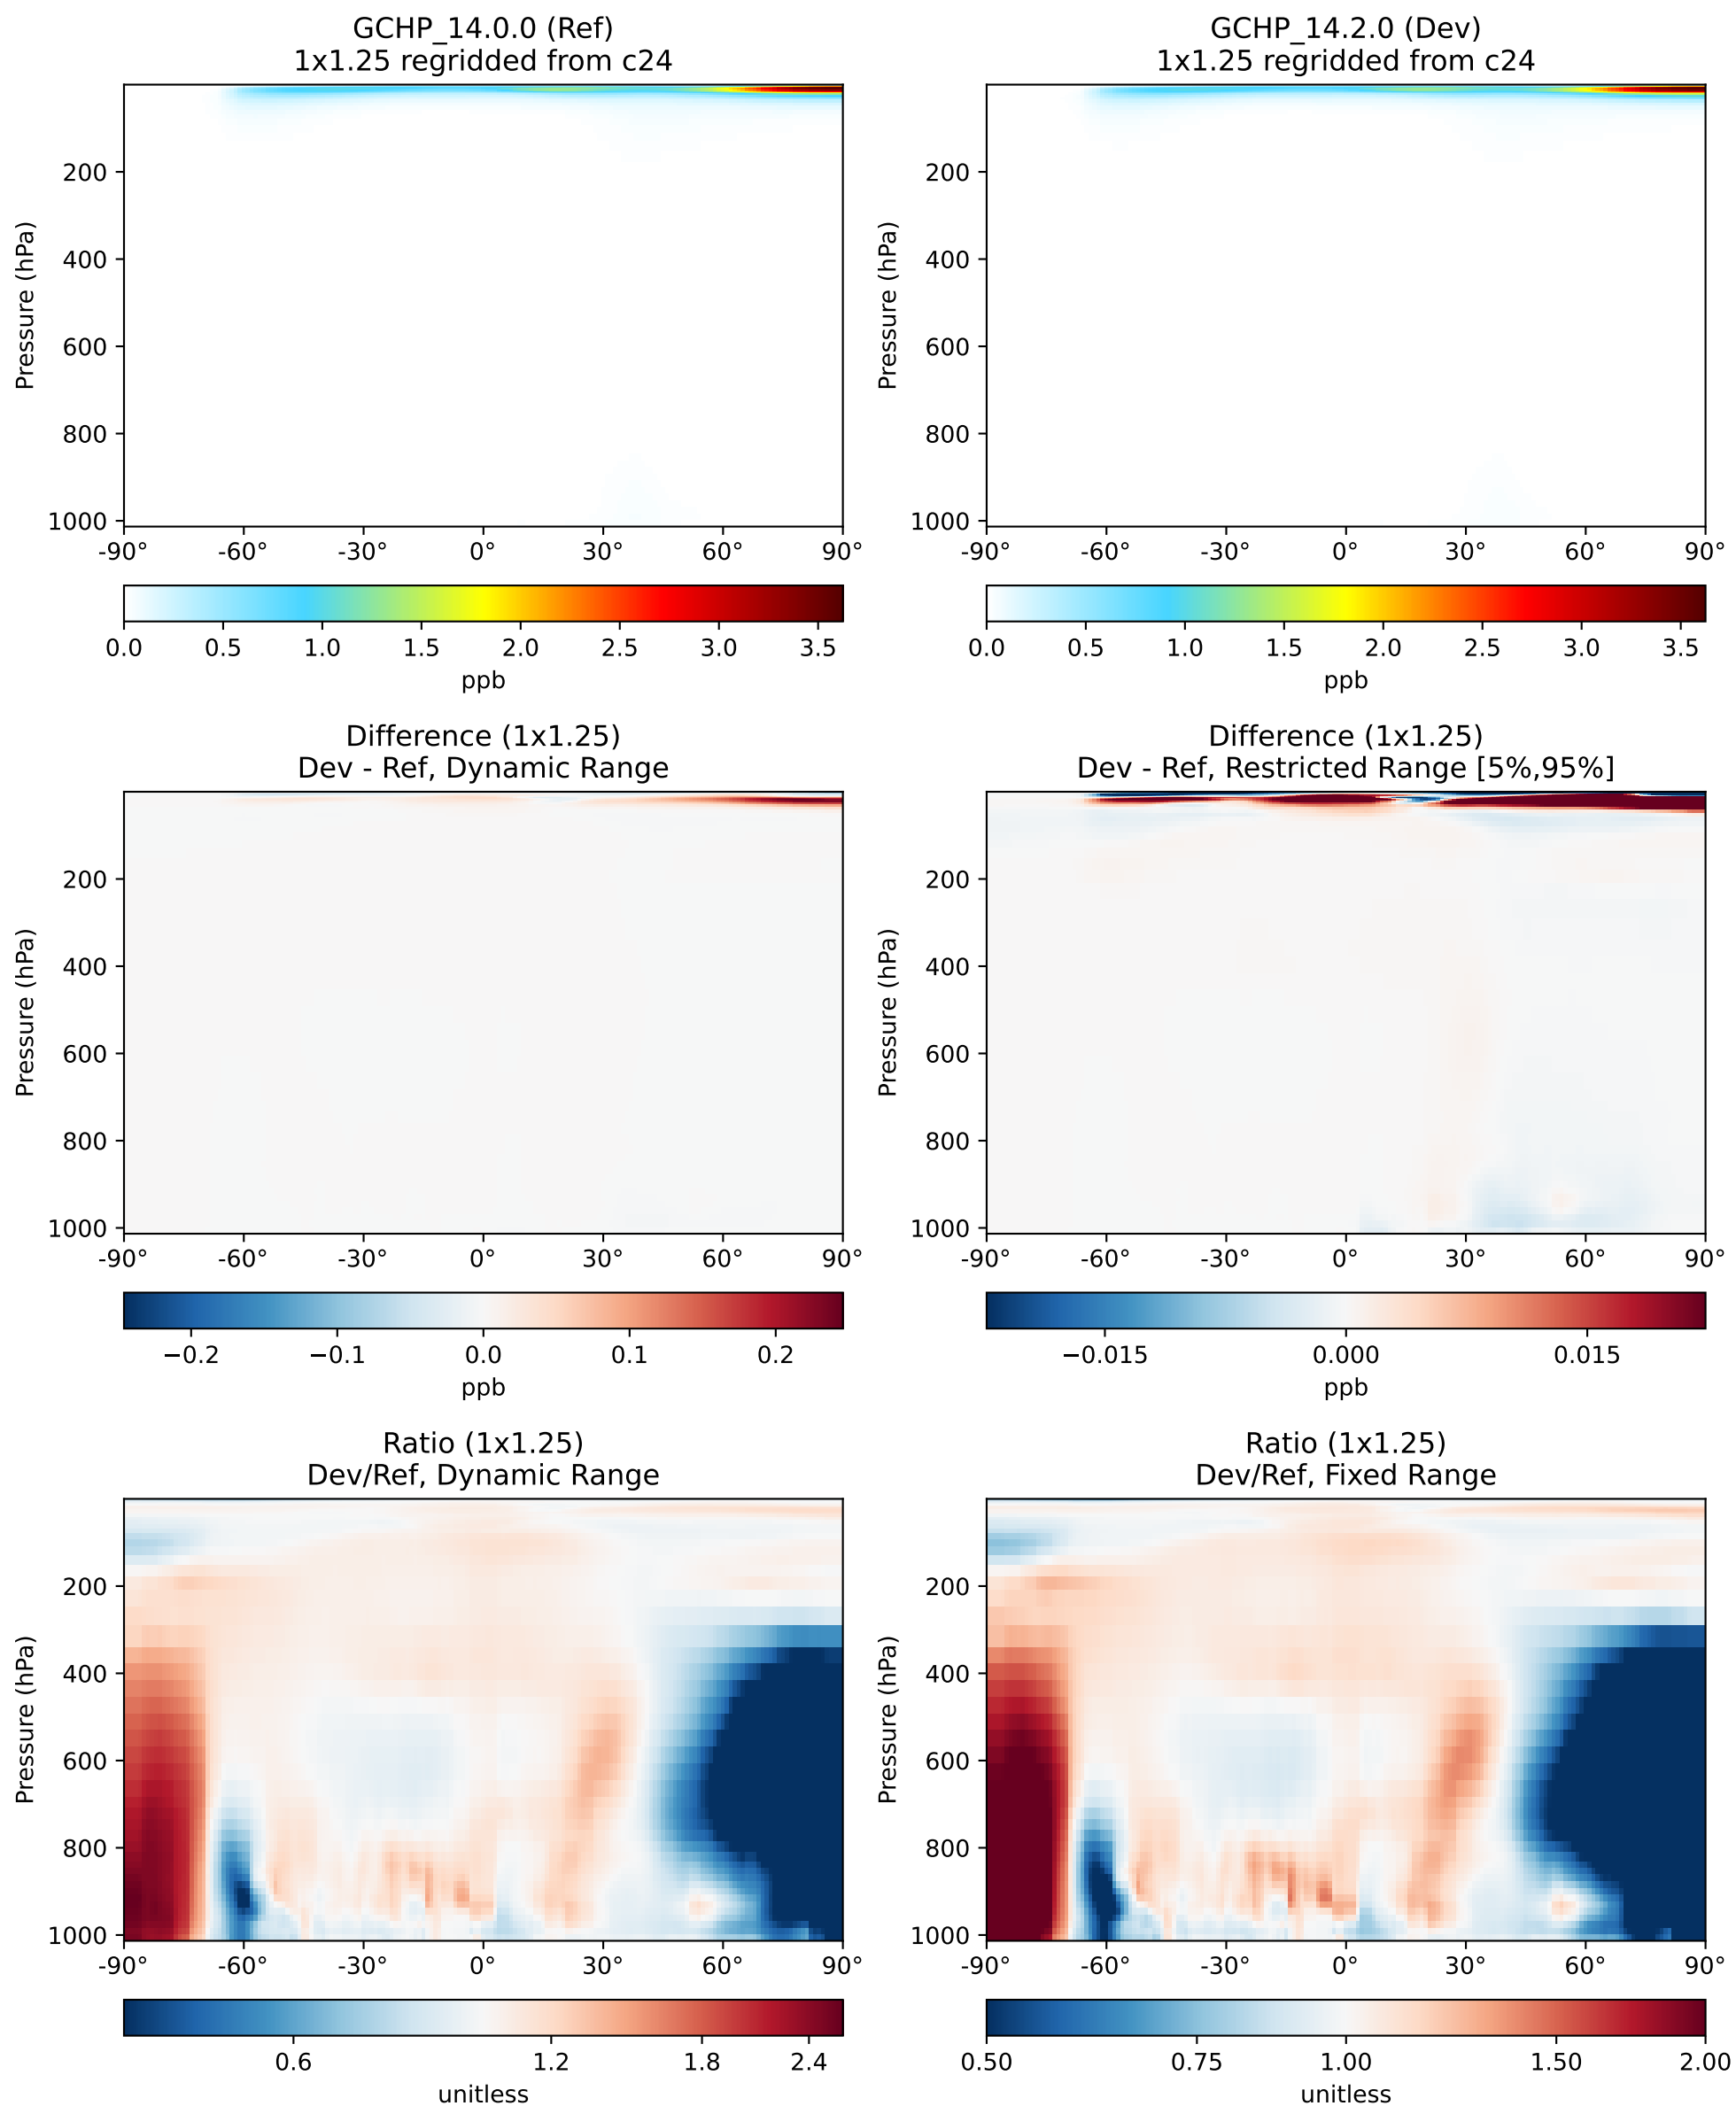 GCHP_14.0.0 (Ref)
1x1.25 regridded from c24
Pressure (hPa)
200
400
600
800
1000
-90° -60° -30° 0° 30° 60° 90°
0.0 0.5 1.0 1.5 2.0 2.5 3.0 3.5
ppb
GCHP_14.2.0 (Dev)
1x1.25 regridded from c24
Pressure (hPa)
200
400
600
800
1000
-90° -60° -30° 0° 30° 60° 90°
0.0 0.5 1.0 1.5 2.0 2.5 3.0 3.5
ppb
Difference (1x1.25)
Dev - Ref, Dynamic Range
Pressure (hPa)
200
400
600
800
1000
-90° -60° -30° 0° 30° 60° 90°
−0.2 −0.1 0.0 0.1 0.2
ppb
Difference (1x1.25)
Dev - Ref, Restricted Range [5%,95%]
Pressure (hPa)
200
400
600
800
1000
-90° -60° -30° 0° 30° 60° 90°
−0.015 0.000 0.015
ppb
Ratio (1x1.25)
Dev/Ref, Dynamic Range
Pressure (hPa)
200
400
600
800
1000
-90° -60° -30° 0° 30° 60° 90°
0.6 1.2 1.8 2.4
unitless
Ratio (1x1.25)
Dev/Ref, Fixed Range
Pressure (hPa)
200
400
600
800
1000
-90° -60° -30° 0° 30° 60° 90°
0.50 0.75 1.00 1.50 2.00
unitless